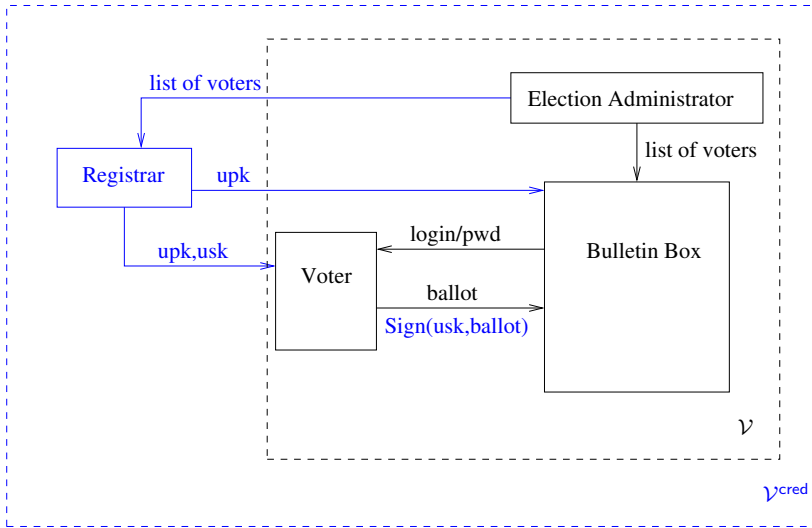 list of voters
Election Administrator
list of voters
Registrar
upk
login/pwd
upk,usk
Voter
Bulletin Box
ballot
Sign(usk,ballot)
𝒱
𝒱cred